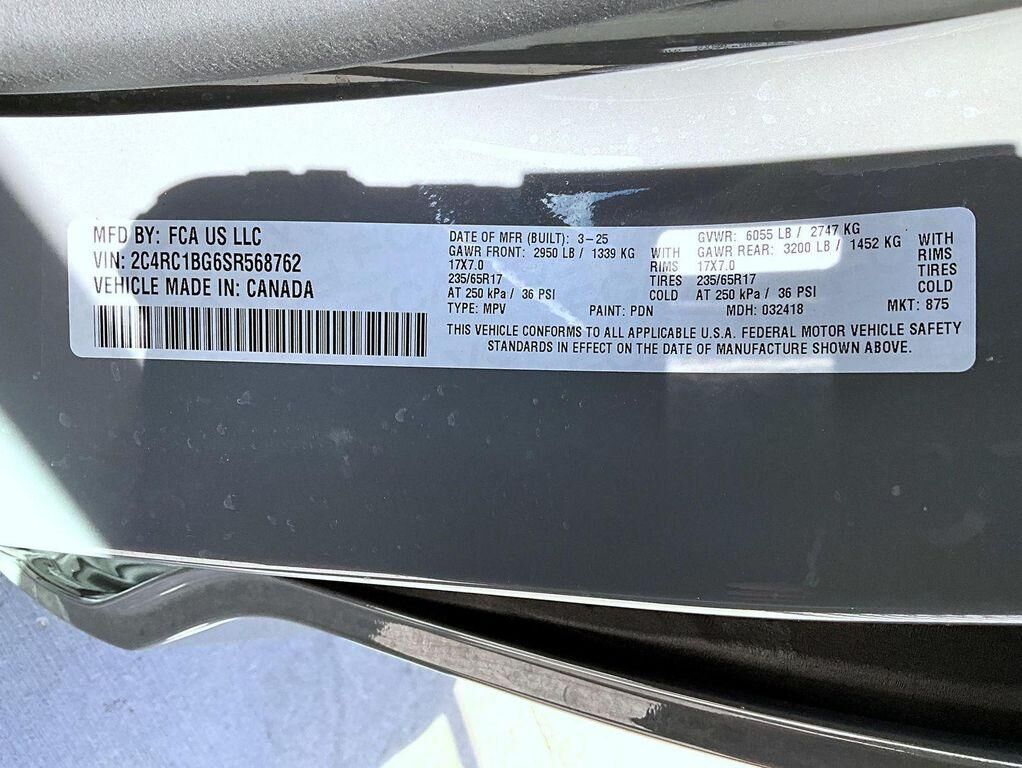 MFD BY: FCA US LLC
VIN: 2C4RC1BG6SR568762
VEHICLE MADE IN: CANADA
DATE OF MFR (BUILT): 3-25 GVWR: 6055 LB / 2747 KG
GAWR FRONT: 2950 LB / 1339 KG WITH GAWR REAR: 3200 LB / 1452 KG WITH
17X7.0 RIMS 17X7.0 RIMS
235/65R17 TIRES 235/65R17 TIRES
AT 250 kPa / 36 PSI COLD AT 250 kPa / 36 PSI COLD
TYPE: MPV PAINT: PDN MDH: 032418 MKT: 875
THIS VEHICLE CONFORMS TO ALL APPLICABLE U.S.A. FEDERAL MOTOR VEHICLE SAFETY
STANDARDS IN EFFECT ON THE DATE OF MANUFACTURE SHOWN ABOVE.